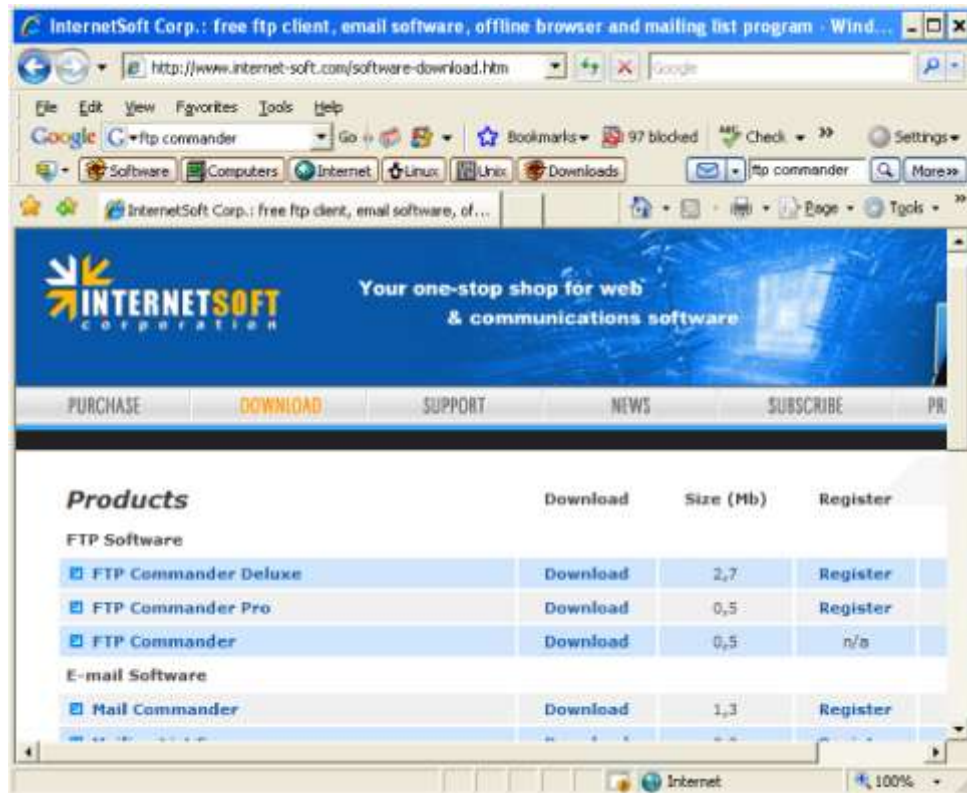 InternetSoft Corp.: free ftp client, email software, offline browser and mailing list program - Wind...
http://www.internet-soft.com/software-download.htm Google
File Edit View Favorites Tools Help
Google G ftp commander Go Bookmarks 97 blocked Check Settings
Software Computers Internet Linux Unix Downloads ftp commander More»
InternetSoft Corp.: free ftp client, email software, of... Page Tools
INTERNETSOFT
corporation
Your one-stop shop for web
& communications software
PURCHASE DOWNLOAD SUPPORT NEWS SUBSCRIBE PR
Products Download Size (Mb) Register
FTP Software
FTP Commander Deluxe Download 2,7 Register
FTP Commander Pro Download 0,5 Register
FTP Commander Download 0,5 n/a
E-mail Software
Mail Commander Download 1,3 Register
Internet 100%